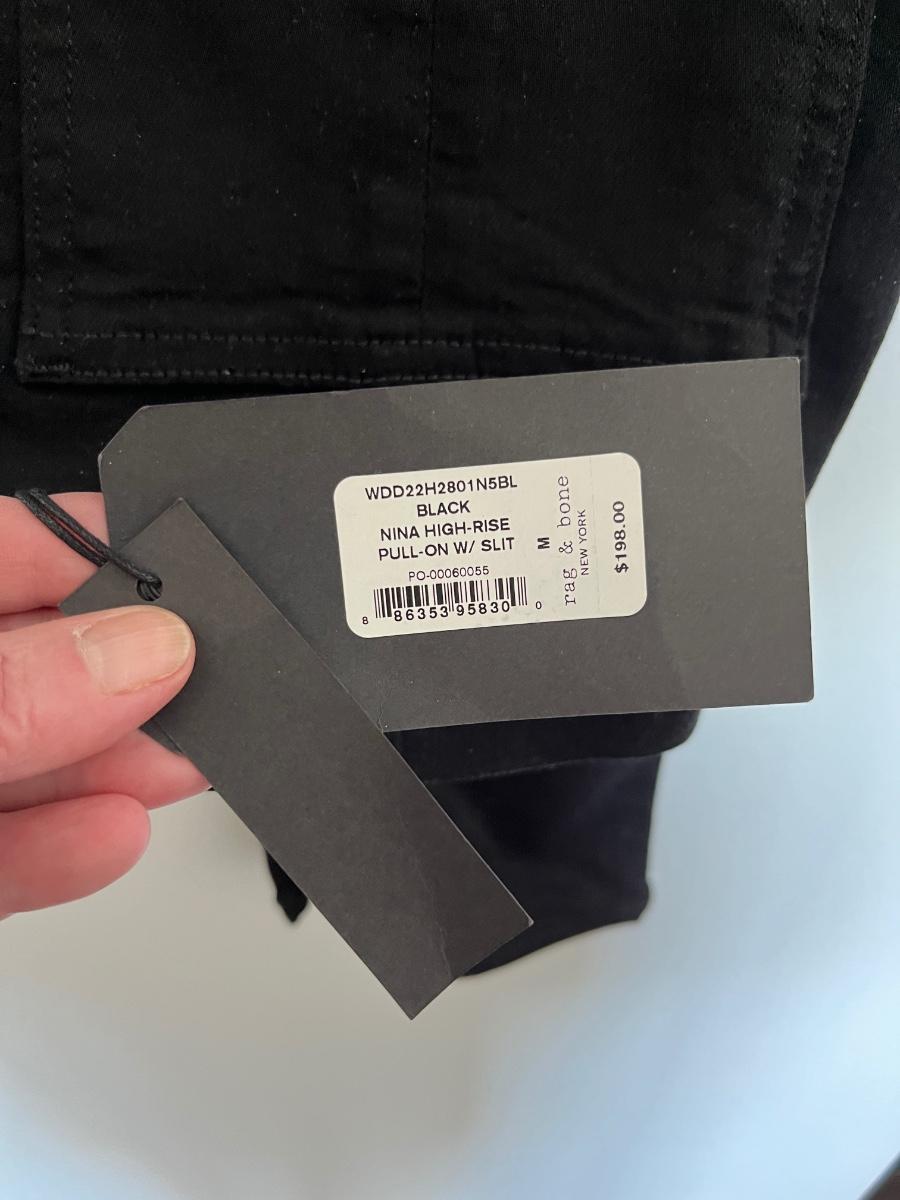 WDD22H2801N5BL
BLACK
NINA HIGH-RISE
PULL-ON W/ SLIT
PO-00060055
8 86353 95830 0
M
rag & bone
NEW YORK
$198.00